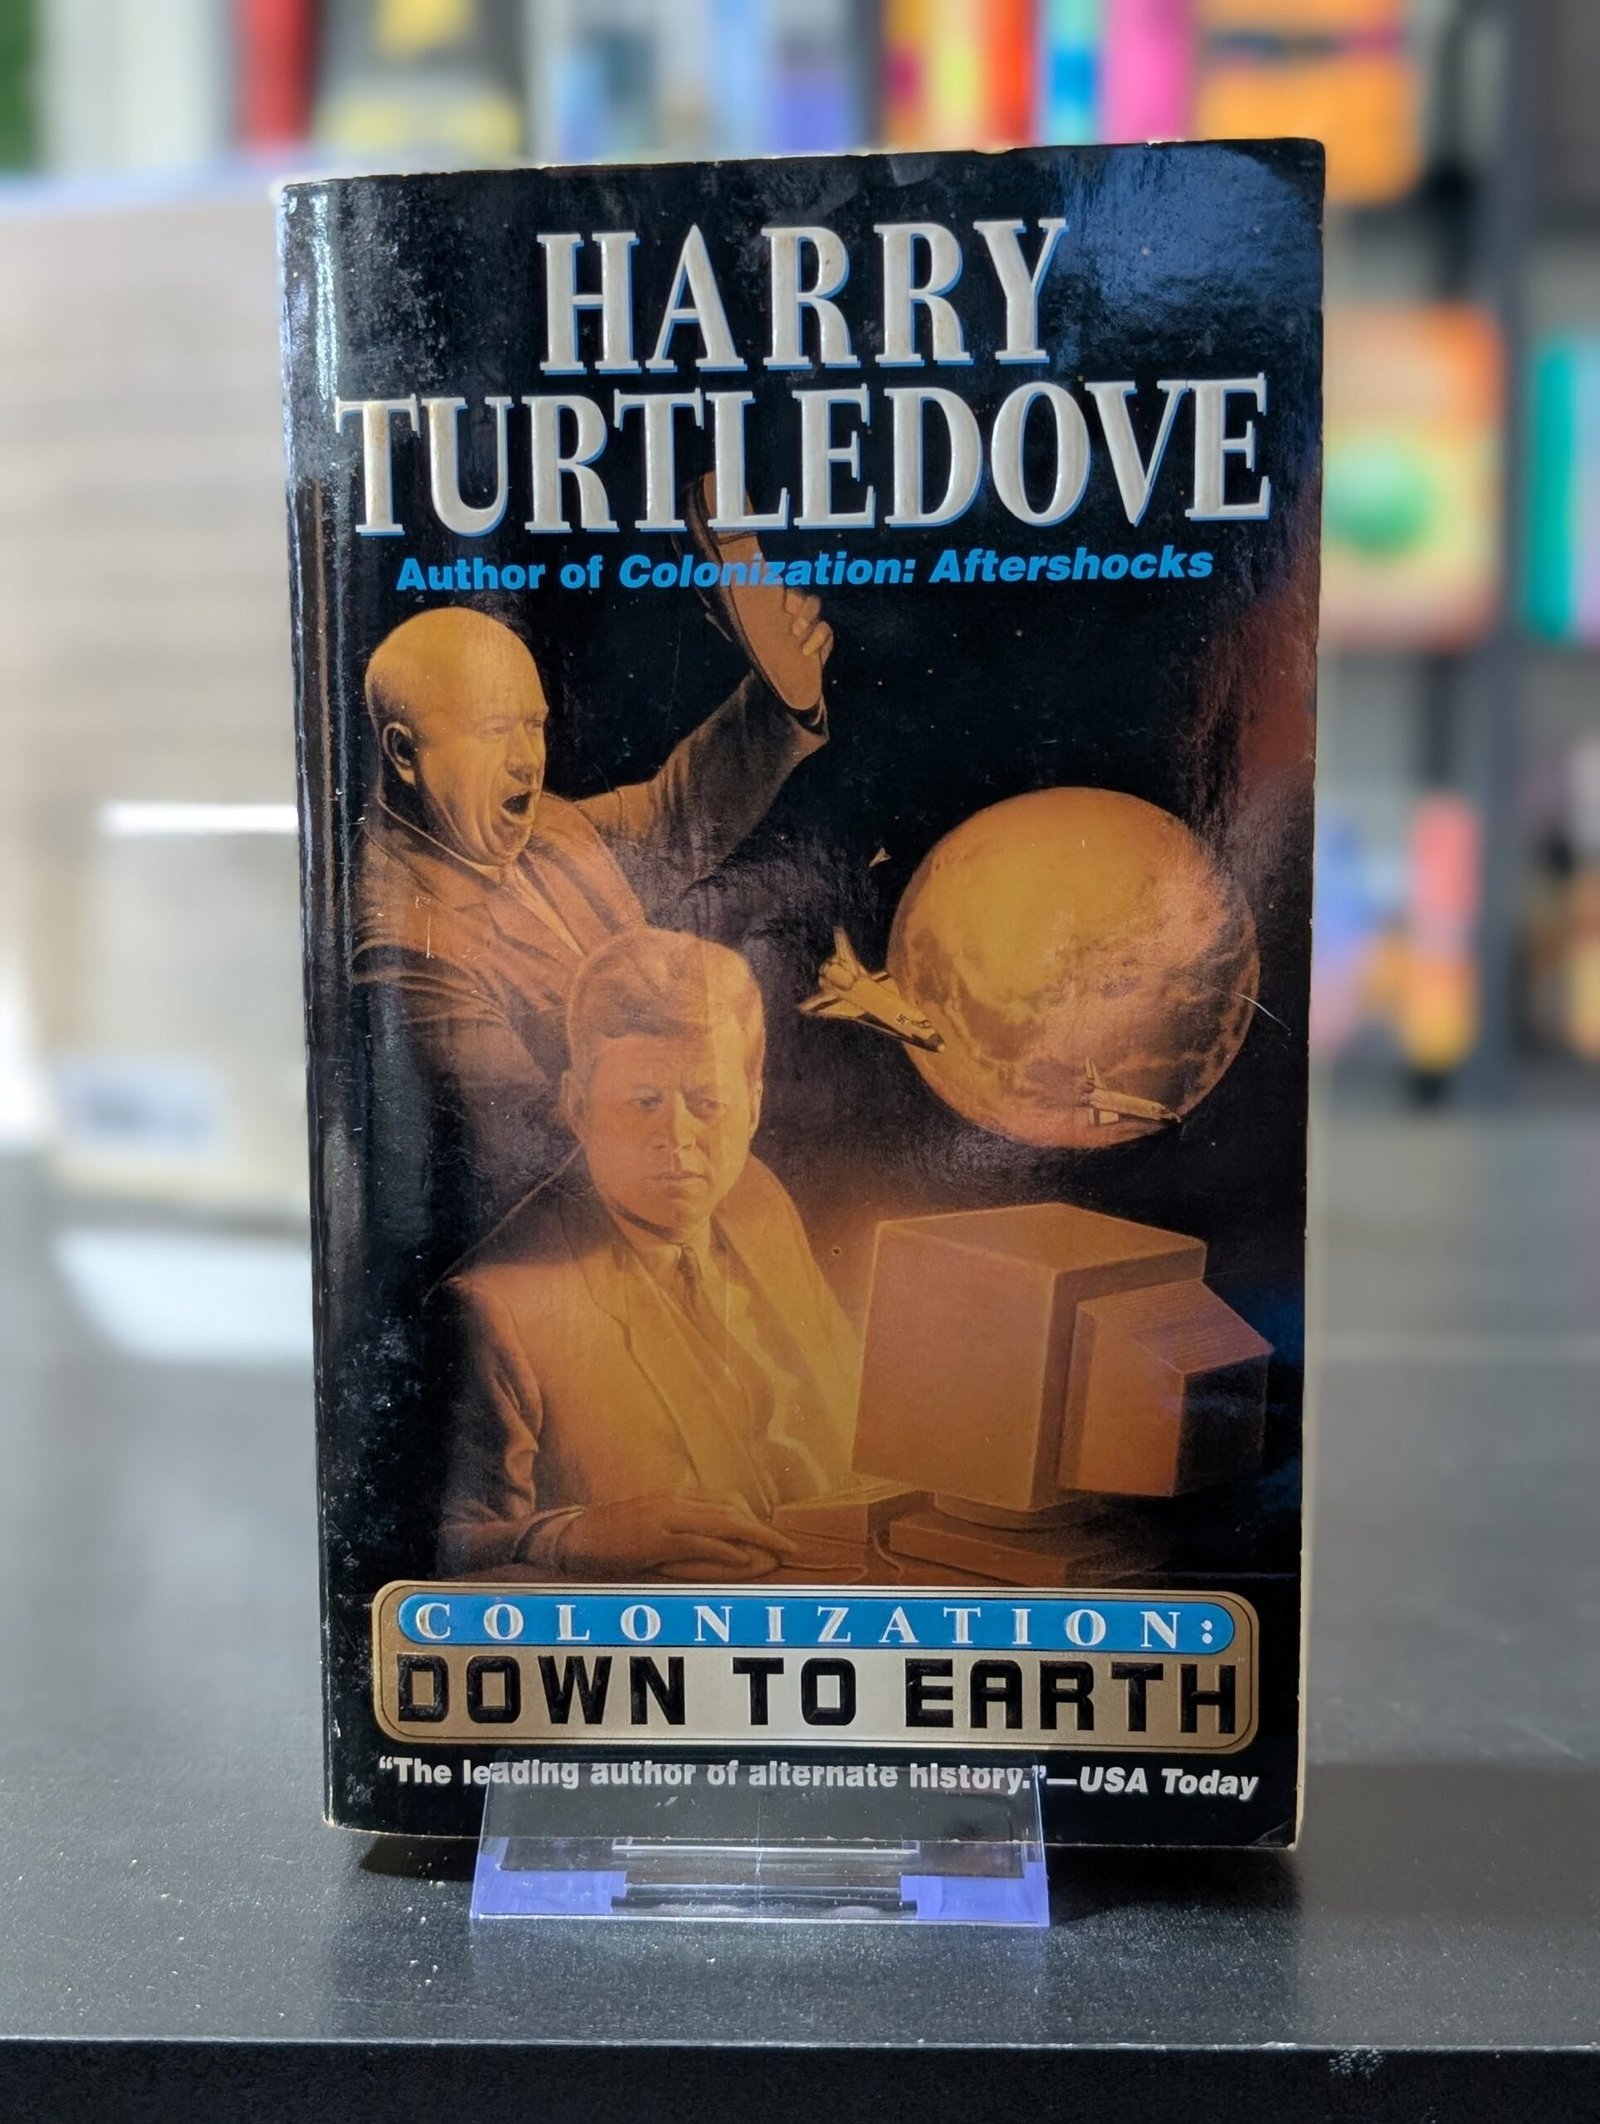 HARRY
TURTLEDOVE
Author of Colonization: Aftershocks
COLONIZATION:
DOWN TO EARTH
“The leading author of alternate history.”—USA Today